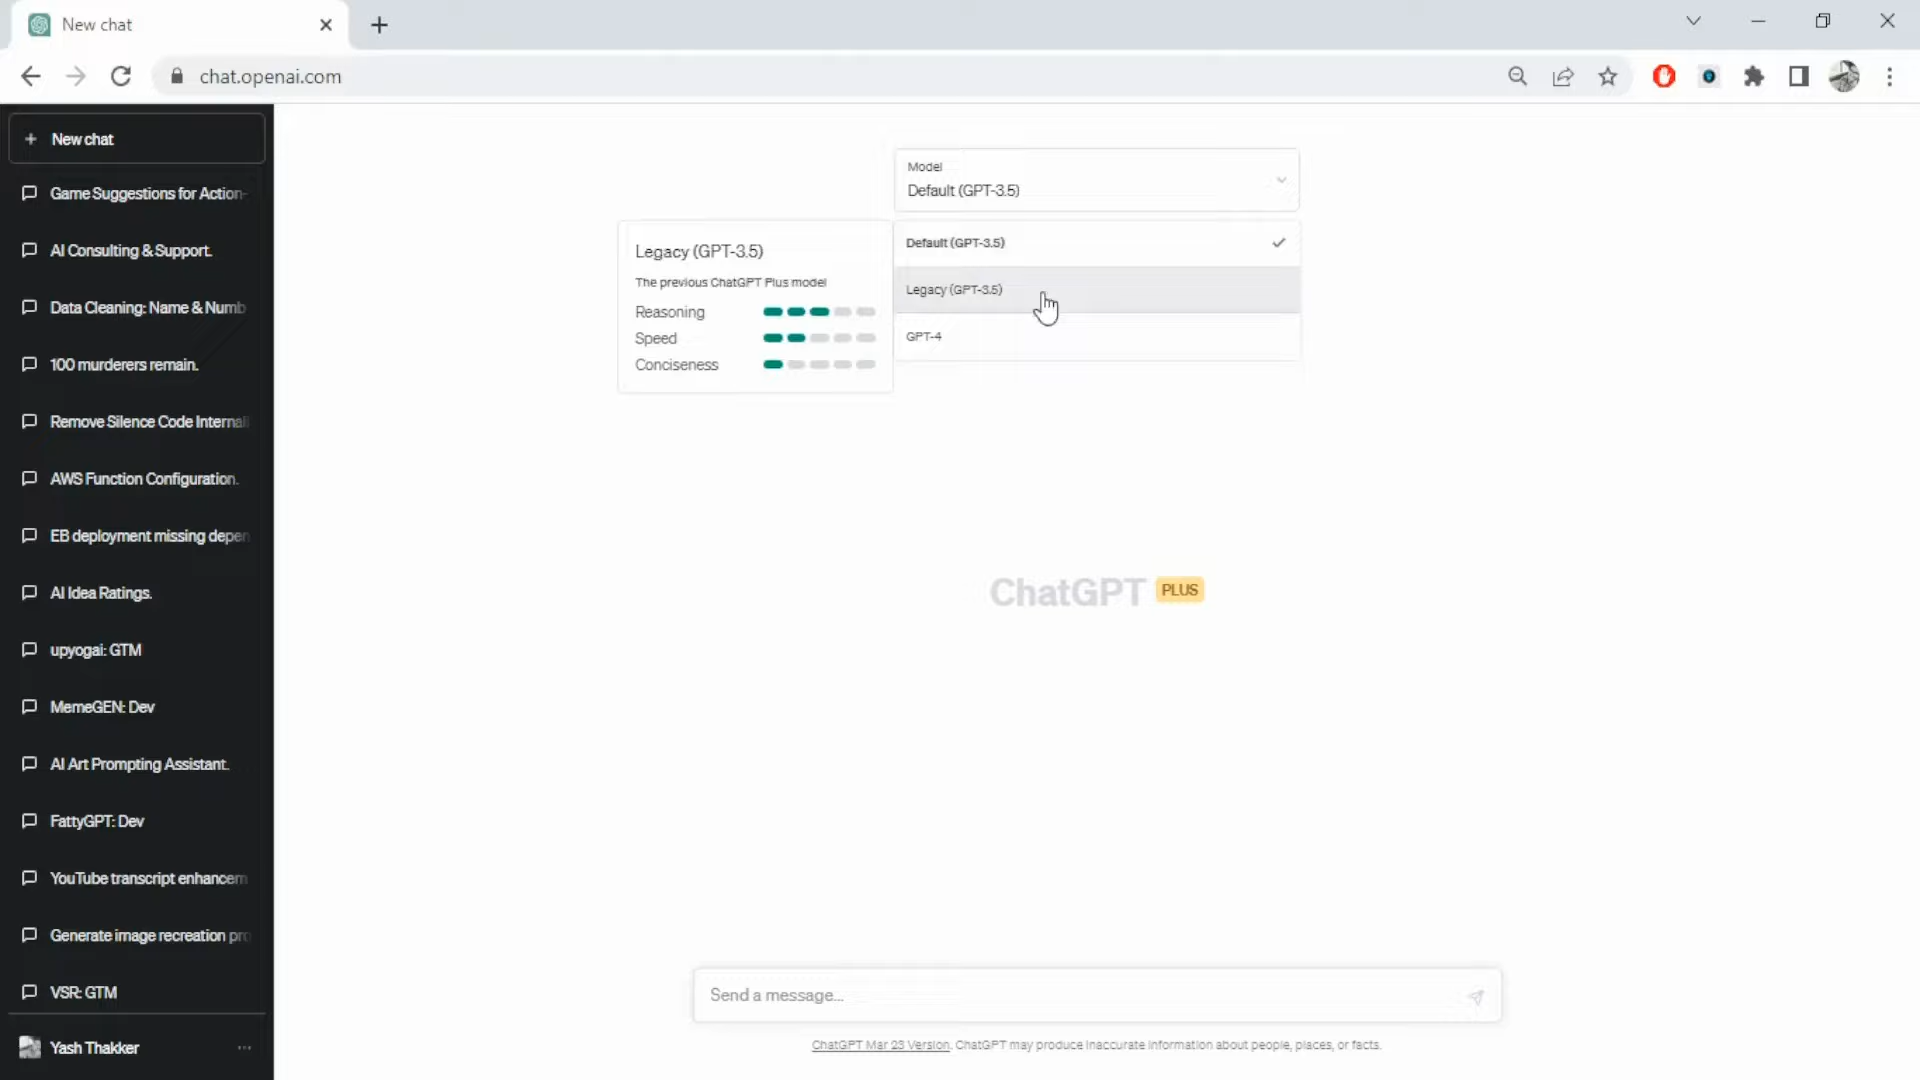 New chat
chat.openai.com
New chat
Game Suggestions for Action-
AI Consulting & Support.
Data Cleaning: Name & Numb
100 murderers remain.
Remove Silence Code Internali
AWS Function Configuration.
EB deployment missing depen
AI Idea Ratings.
upyogai: GTM
MemeGEN: Dev
AI Art Prompting Assistant.
FattyGPT: Dev
YouTube transcript enhancem
Generate image recreation pro
VSR: GTM
Yash Thakker
Model
Default (GPT-3.5)
Default (GPT-3.5)
Legacy (GPT-3.5)
GPT-4
Legacy (GPT-3.5)
The previous ChatGPT Plus model
Reasoning
Speed
Conciseness
ChatGPT PLUS
Send a message...
ChatGPT Mar 23 Version. ChatGPT may produce inaccurate information about people, places, or facts.